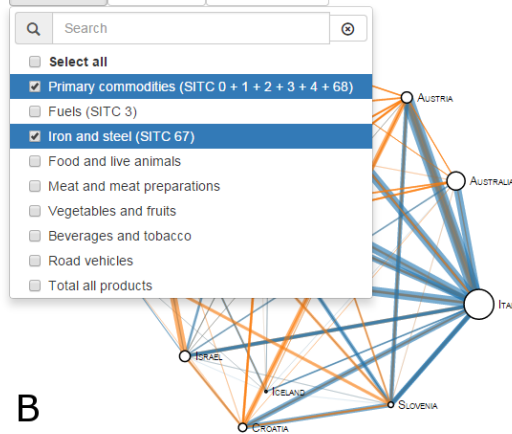 Search
Select all
Primary commodities (SITC 0 + 1 + 2 + 3 + 4 + 68)
Fuels (SITC 3)
Iron and steel (SITC 67)
Food and live animals
Meat and meat preparations
Vegetables and fruits
Beverages and tobacco
Road vehicles
Total all products
AUSTRIA
AUSTRALIA
ISRAEL
ICELAND
SLOVENIA
CROATIA
B